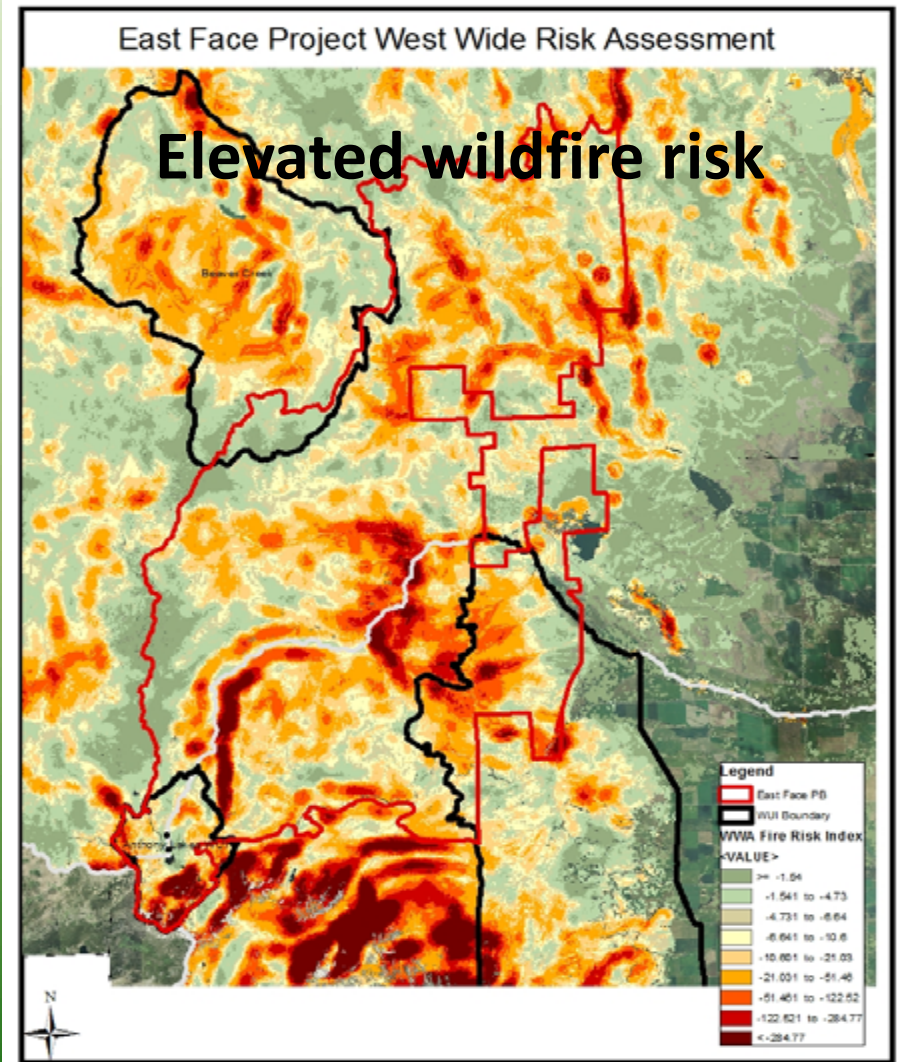 East Face Project West Wide Risk Assessment
Elevated wildfire risk
Beaver Creek
Anthony Lakes
N
Legend
East Face PB
WUI Boundary
WWA Fire Risk Index
<VALUE>
>= -1.54
-1.541 to -4.73
-4.731 to -6.64
-6.641 to -10.6
-10.601 to -21.03
-21.031 to -51.46
-51.461 to -122.52
-122.521 to -284.77
<-284.77